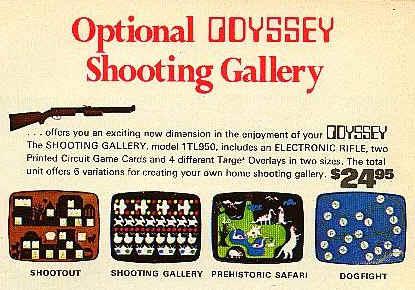 Optional ODYSSEY
Shooting Gallery
. . . offers you an exciting new dimension in the enjoyment of your ODYSSEY
The SHOOTING GALLERY, model 1TL950, includes an ELECTRONIC RIFLE, two
Printed Circuit Game Cards and 4 different Target Overlays in two sizes. The total
unit offers 6 variations for creating your own home shooting gallery. $24.95
SHOOTOUT SHOOTING GALLERY PREHISTORIC SAFARI DOGFIGHT